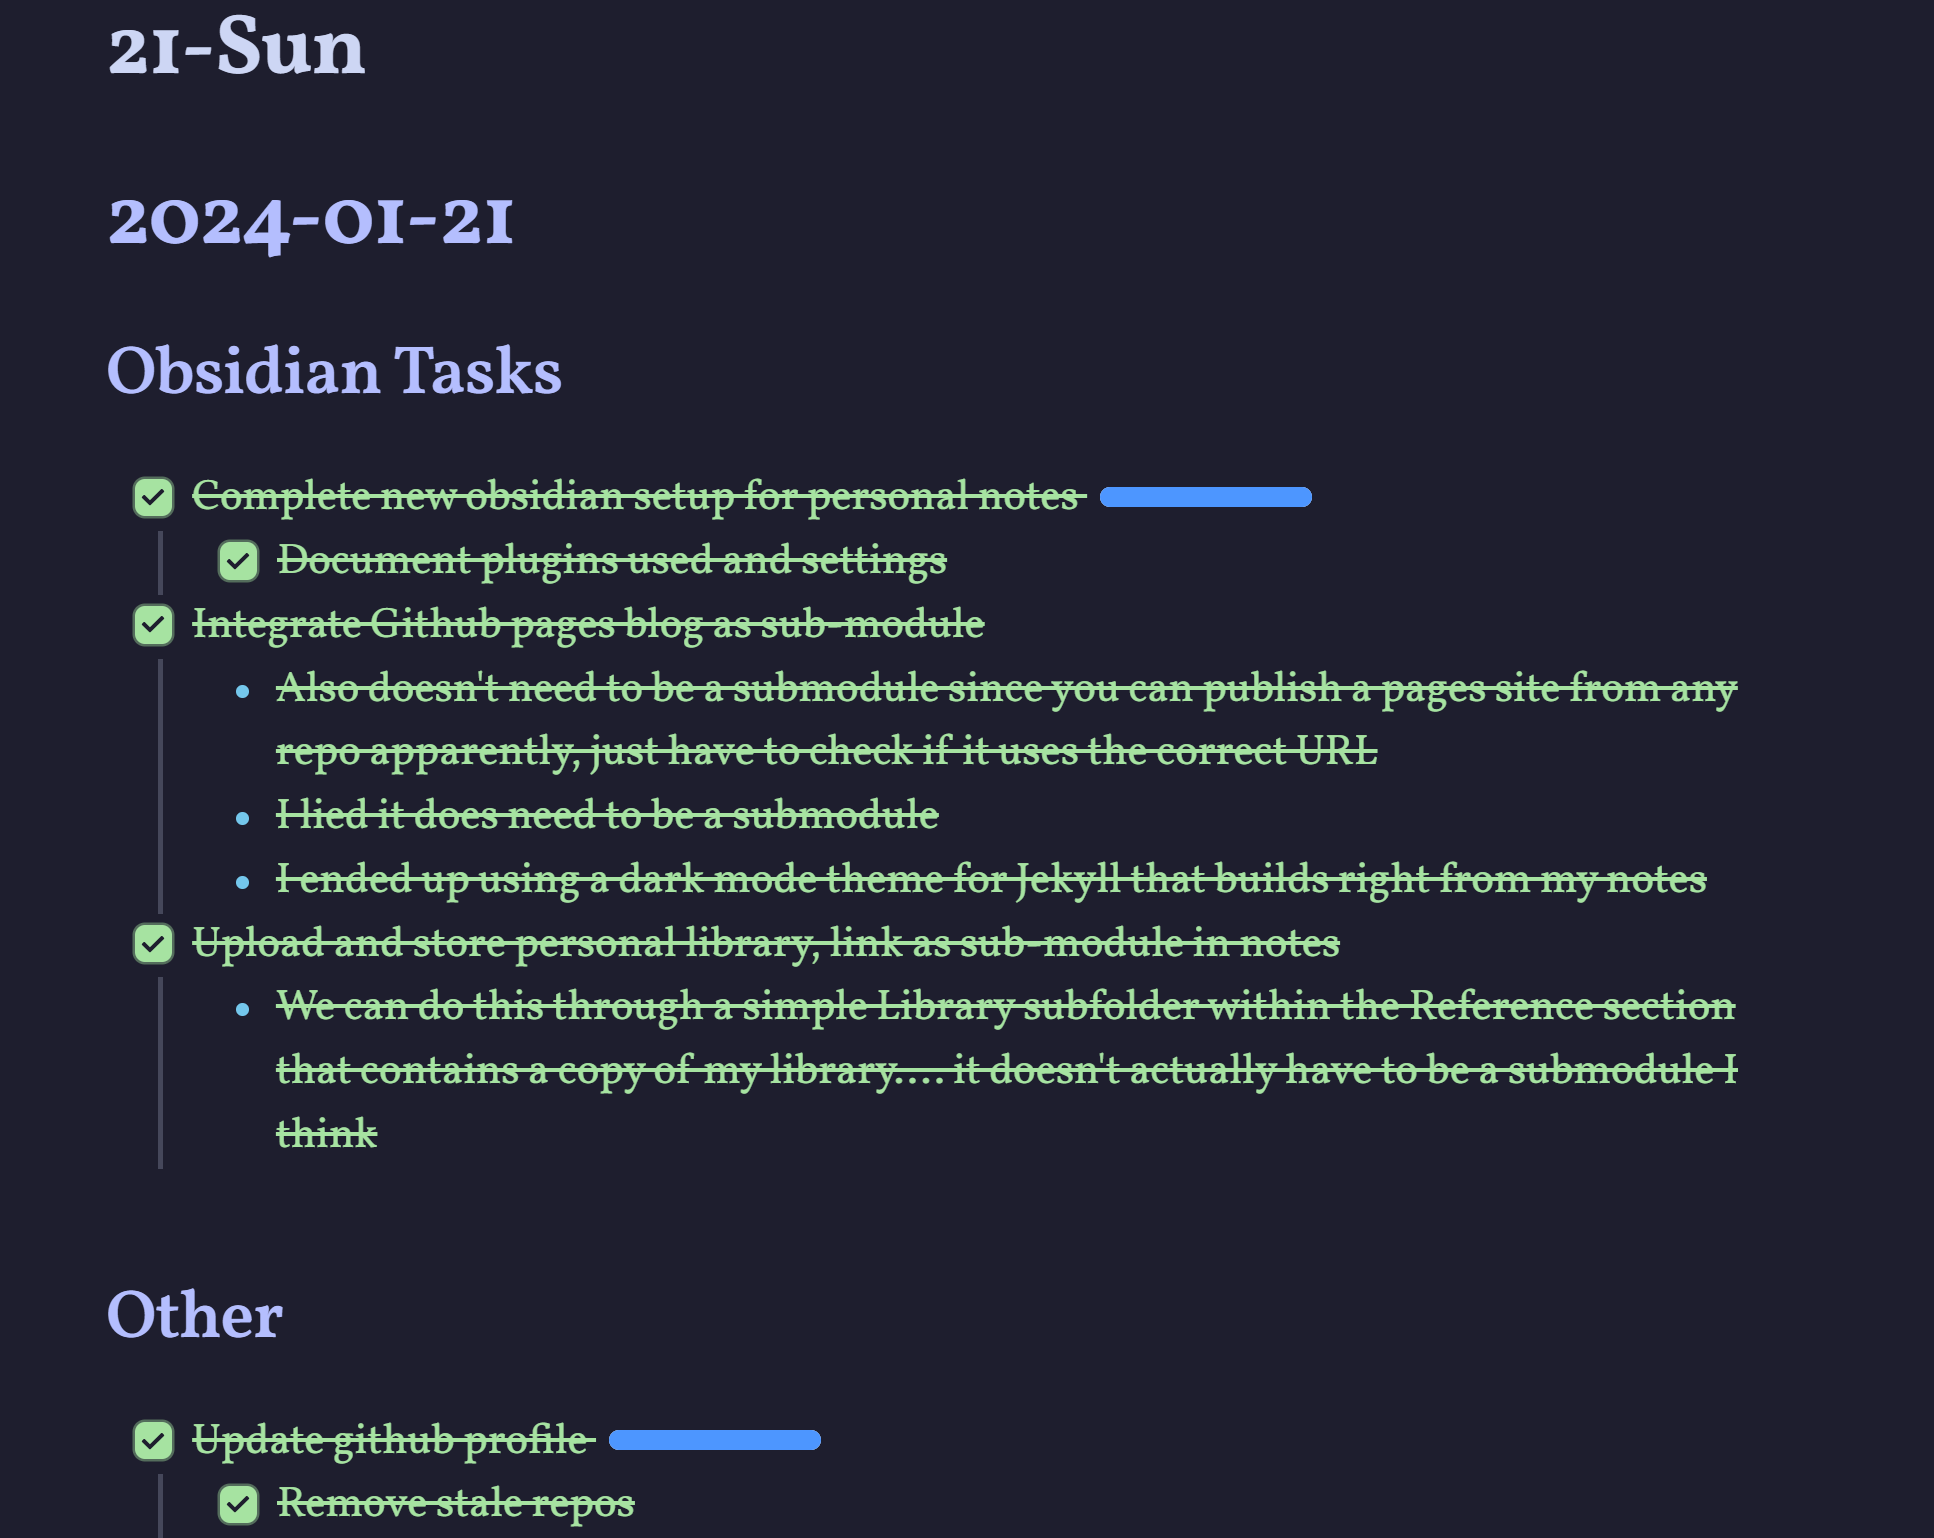 21-Sun
2024-01-21
Obsidian Tasks
Complete new obsidian setup for personal notes
Document plugins used and settings
Integrate Github pages blog as sub-module
Also doesn't need to be a submodule since you can publish a pages site from any
repo apparently, just have to check if it uses the correct URL
I lied it does need to be a submodule
I ended up using a dark mode theme for Jekyll that builds right from my notes
Upload and store personal library, link as sub-module in notes
We can do this through a simple Library subfolder within the Reference section
that contains a copy of my library.... it doesn't actually have to be a submodule I
think
Other
Update github profile
Remove stale repos